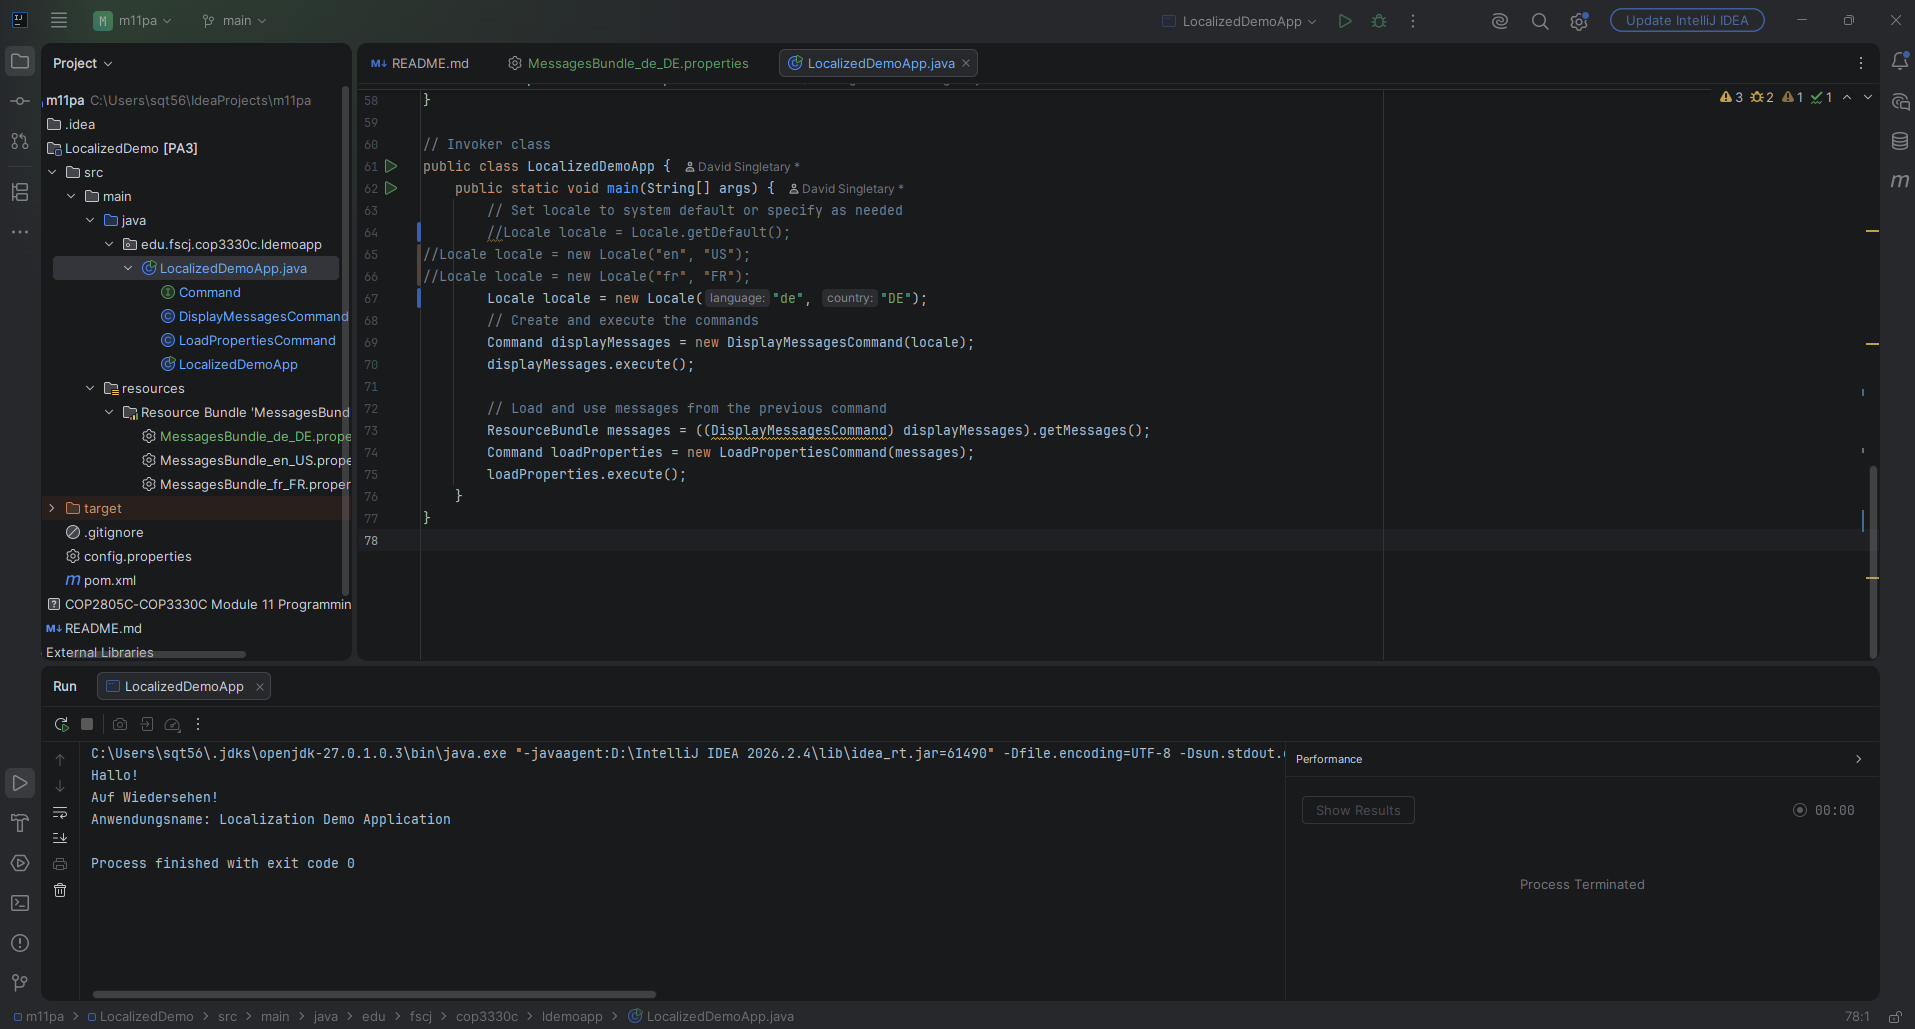 m11pa
main
LocalizedDemoApp
Update IntelliJ IDEA
Project
m11pa C:\Users\sqt56\IdeaProjects\m11pa
.idea
LocalizedDemo [PA3]
src
main
java
edu.fscj.cop3330c.ldemoapp
LocalizedDemoApp.java
Command
DisplayMessagesCommand
LoadPropertiesCommand
LocalizedDemoApp
resources
Resource Bundle 'MessagesBund
MessagesBundle_de_DE.prope
MessagesBundle_en_US.prope
MessagesBundle_fr_FR.proper
target
.gitignore
config.properties
pom.xml
COP2805C-COP3330C Module 11 Programmin
README.md
External Libraries
README.md MessagesBundle_de_DE.properties LocalizedDemoApp.java
3 2 1 1
58 }
59
60 // Invoker class
61 public class LocalizedDemoApp { David Singletary *
62 public static void main(String[] args) { David Singletary *
63 // Set locale to system default or specify as needed
64 //Locale locale = Locale.getDefault();
65 //Locale locale = new Locale("en", "US");
66 //Locale locale = new Locale("fr", "FR");
67 Locale locale = new Locale( language: "de", country: "DE");
68 // Create and execute the commands
69 Command displayMessages = new DisplayMessagesCommand(locale);
70 displayMessages.execute();
71
72 // Load and use messages from the previous command
73 ResourceBundle messages = ((DisplayMessagesCommand) displayMessages).getMessages();
74 Command loadProperties = new LoadPropertiesCommand(messages);
75 loadProperties.execute();
76 }
77 }
78
Run LocalizedDemoApp
C:\Users\sqt56\.jdks\openjdk-27.0.1.0.3\bin\java.exe "-javaagent:D:\IntelliJ IDEA 2026.2.4\lib\idea_rt.jar=61490" -Dfile.encoding=UTF-8 -Dsun.stdout.
Hallo!
Auf Wiedersehen!
Anwendungsname: Localization Demo Application
Process finished with exit code 0
Performance
Show Results 00:00
Process Terminated
m11pa > LocalizedDemo > src > main > java > edu > fscj > cop3330c > ldemoapp > LocalizedDemoApp.java 78:1